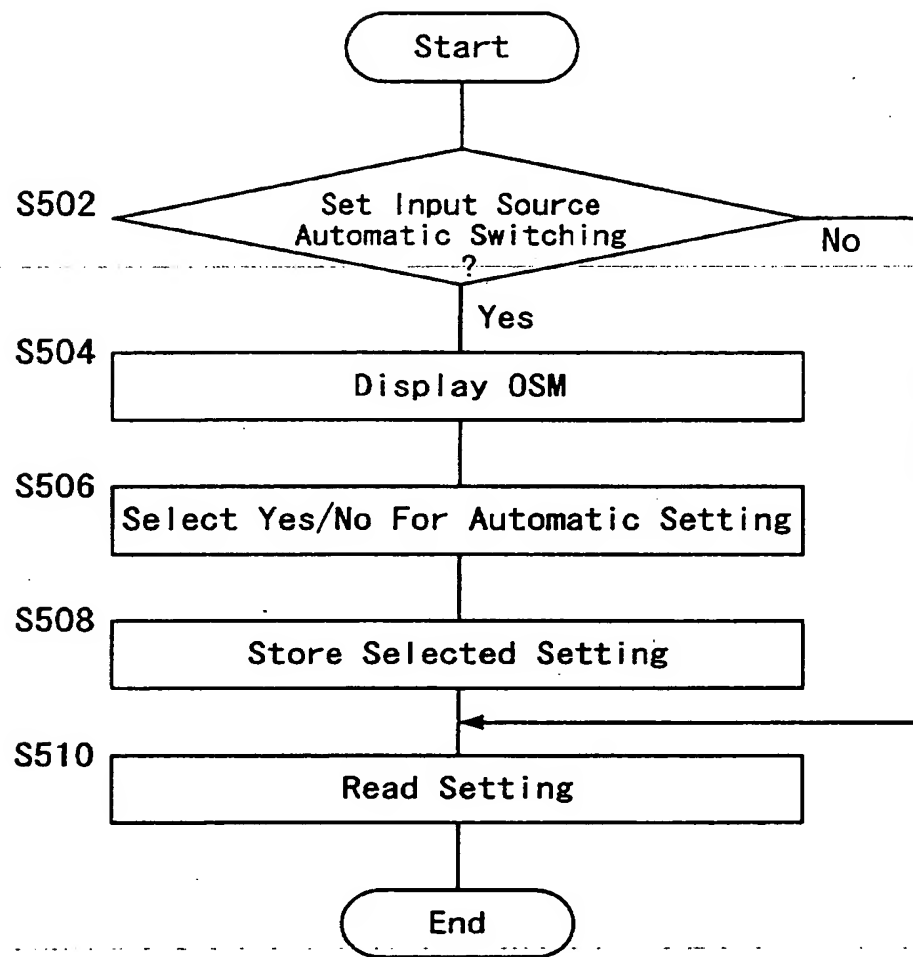 Start
S502
Set Input Source
Automatic Switching
?
No
Yes
S504
Display OSM
S506
Select Yes/No For Automatic Setting
S508
Store Selected Setting
S510
Read Setting
End